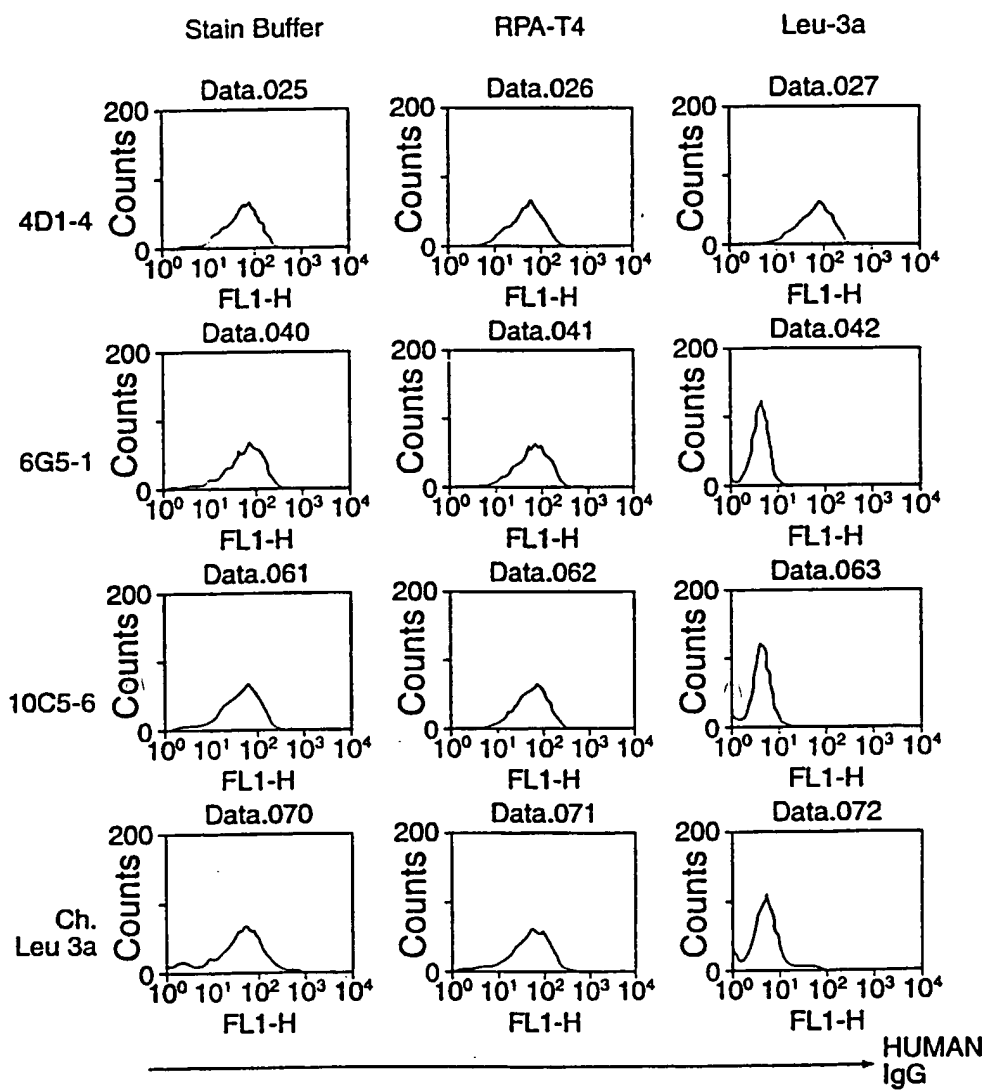 Stain Buffer RPA-T4 Leu-3a
Data.025 Data.026 Data.027
200 200 200
Counts Counts Counts
4D1-4
0 0 0
10⁰ 10¹ 10² 10³ 10⁴ 10⁰ 10¹ 10² 10³ 10⁴ 10⁰ 10¹ 10² 10³ 10⁴
FL1-H FL1-H FL1-H
Data.040 Data.041 Data.042
200 200 200
Counts Counts Counts
6G5-1
0 0 0
10⁰ 10¹ 10² 10³ 10⁴ 10⁰ 10¹ 10² 10³ 10⁴ 10⁰ 10¹ 10² 10³ 10⁴
FL1-H FL1-H FL1-H
Data.061 Data.062 Data.063
200 200 200
Counts Counts Counts
10C5-6
0 0 0
10⁰ 10¹ 10² 10³ 10⁴ 10⁰ 10¹ 10² 10³ 10⁴ 10⁰ 10¹ 10² 10³ 10⁴
FL1-H FL1-H FL1-H
Data.070 Data.071 Data.072
200 200 200
Counts Counts Counts
Ch.
Leu 3a
0 0 0
10⁰ 10¹ 10² 10³ 10⁴ 10⁰ 10¹ 10² 10³ 10⁴ 10⁰ 10¹ 10² 10³ 10⁴
FL1-H FL1-H FL1-H
HUMAN
IgG